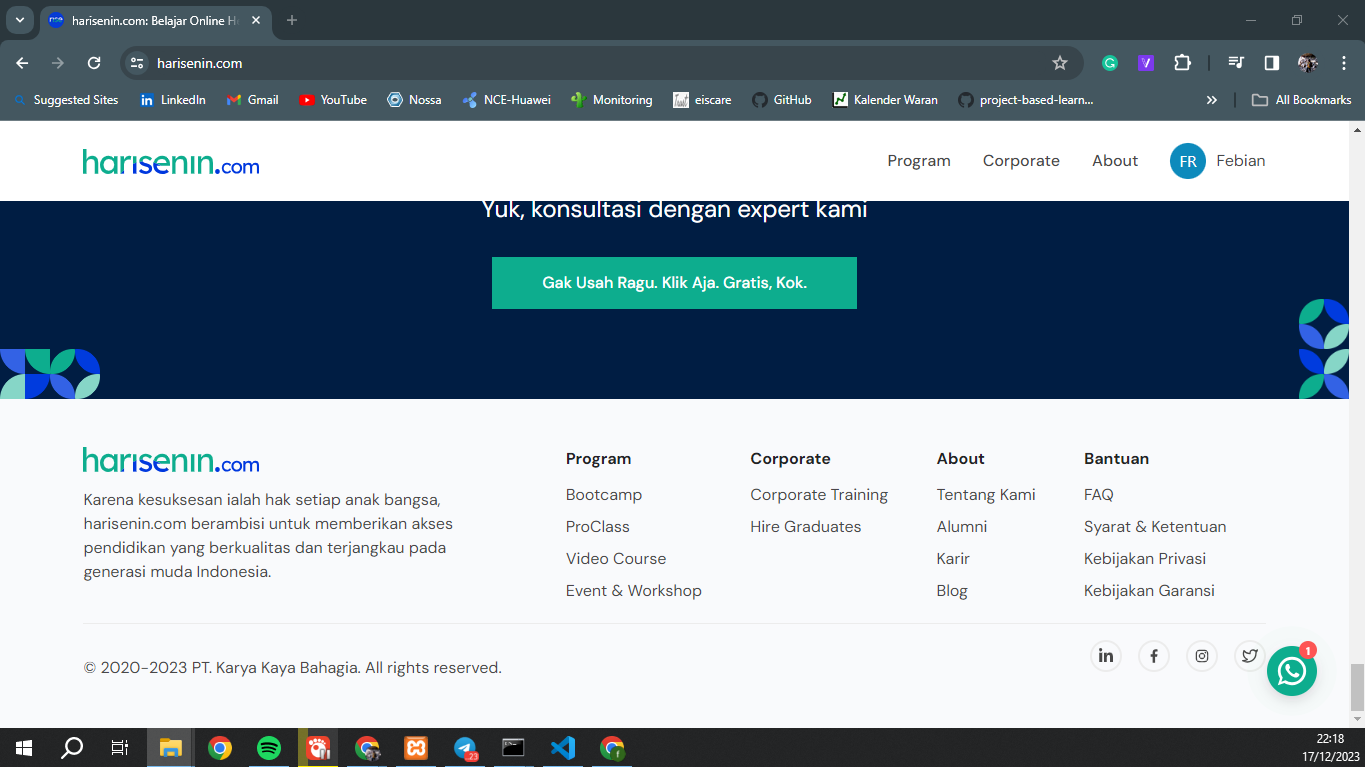 harisenin.com: Belajar Online H
harisenin.com
Suggested Sites
LinkedIn
Gmail
YouTube
Nossa
NCE-Huawei
Monitoring
eiscare
GitHub
Kalender Waran
project-based-learn...
»
All Bookmarks
harisenin.com
Program
Corporate
About
FR
Febian
Yuk, konsultasi dengan expert kami
Gak Usah Ragu. Klik Aja. Gratis, Kok.
harisenin.com
Karena kesuksesan ialah hak setiap anak bangsa,
harisenin.com berambisi untuk memberikan akses
pendidikan yang berkualitas dan terjangkau pada
generasi muda Indonesia.
Program
Bootcamp
ProClass
Video Course
Event & Workshop
Corporate
Corporate Training
Hire Graduates
About
Tentang Kami
Alumni
Karir
Blog
Bantuan
FAQ
Syarat & Ketentuan
Kebijakan Privasi
Kebijakan Garansi
© 2020-2023 PT. Karya Kaya Bahagia. All rights reserved.
1
23
22:18
17/12/2023